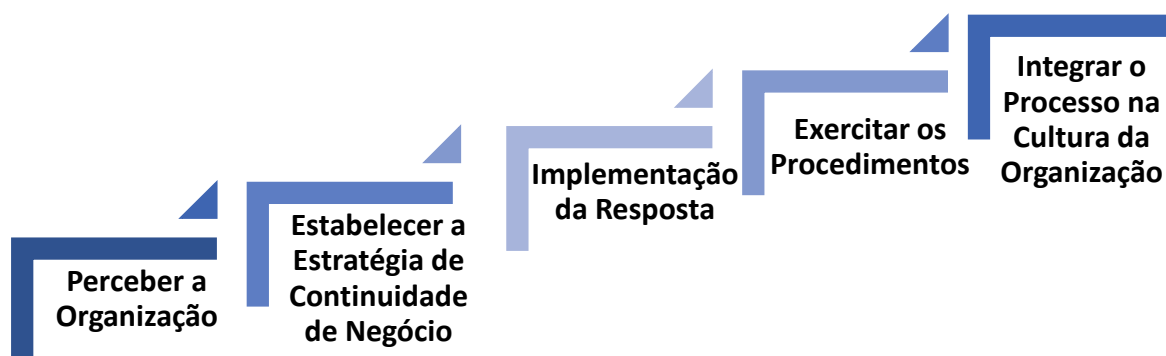 Perceber a
Organização
Estabelecer a
Estratégia de
Continuidade
de Negócio
Implementação
da Resposta
Exercitar os
Procedimentos
Integrar o
Processo na
Cultura da
Organização